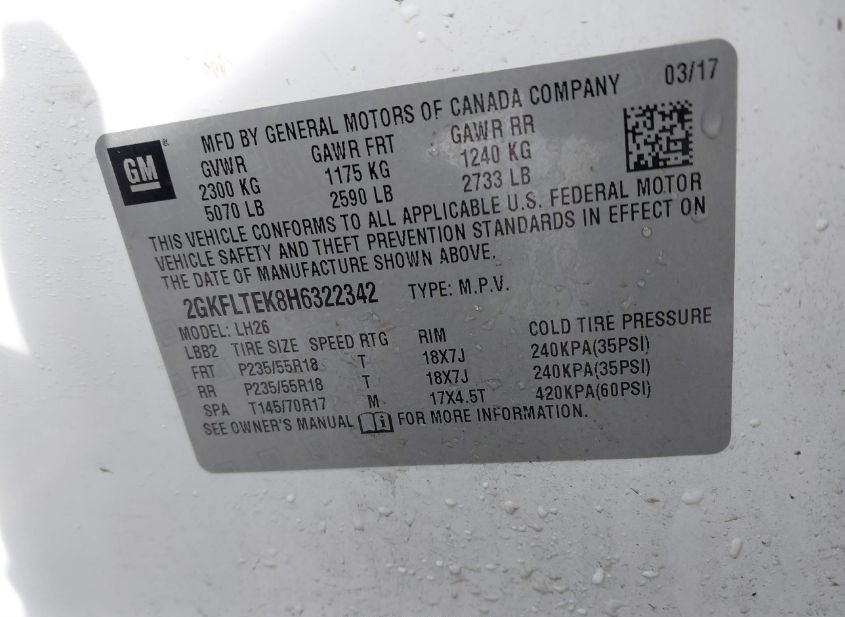 03/17
MFD BY GENERAL MOTORS OF CANADA COMPANY
GM
GVWR GAWR FRT GAWR RR
2300 KG 1175 KG 1240 KG
5070 LB 2590 LB 2733 LB
THIS VEHICLE CONFORMS TO ALL APPLICABLE U.S. FEDERAL MOTOR
VEHICLE SAFETY AND THEFT PREVENTION STANDARDS IN EFFECT ON
THE DATE OF MANUFACTURE SHOWN ABOVE.
2GKFLTEK8H6322342 TYPE: M.P.V.
MODEL: LH26
LBB2 TIRE SIZE SPEED RTG RIM COLD TIRE PRESSURE
FRT P235/55R18 T 18X7J 240KPA(35PSI)
RR P235/55R18 T 18X7J 240KPA(35PSI)
SPA T145/70R17 M 17X4.5T 420KPA(60PSI)
SEE OWNER'S MANUAL FOR MORE INFORMATION.